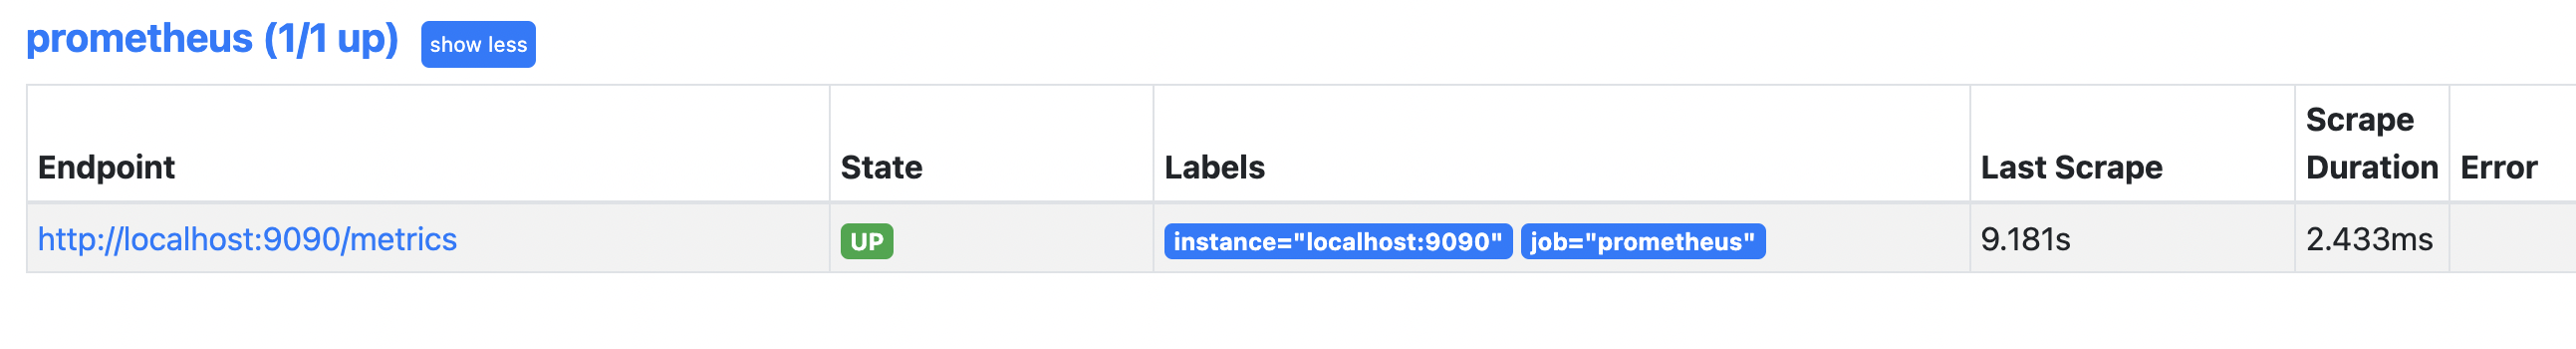 prometheus (1/1 up) show less
Endpoint State Labels Last Scrape Scrape Duration Error
http://localhost:9090/metrics UP instance="localhost:9090" job="prometheus" 9.181s 2.433ms